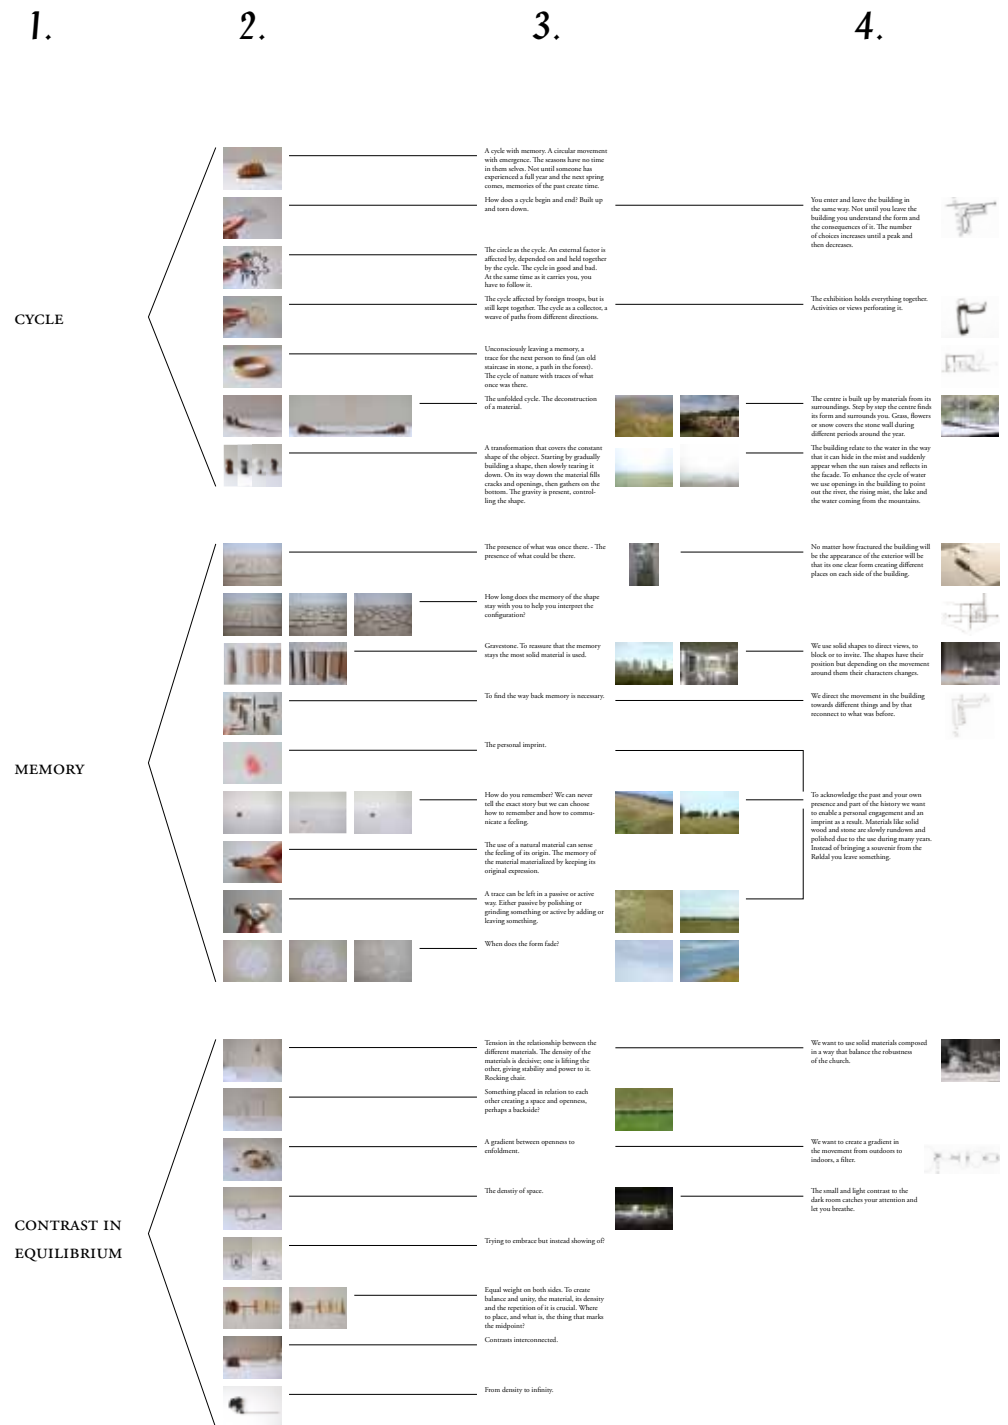 1.
2.
3.
4.
CYCLE
A cycle with memory. A circular movement
with emergence. The seasons have no time
in them selves. Not until someone has
experienced a full year and the next spring
comes, memories of the past create time.
How does a cycle begin and end? Built up
and torn down.
You enter and leave the building in
the same way. Not until you leave the
building you understand the form and
the consequences of it. The number
of choices increases until a peak and
then decreases.
The circle as the cycle. An external factor is
affected by, depended on and held together
by the cycle. The cycle in good and bad.
At the same time as it carries you, you
have to follow it.
The cycle affected by foreign troops, but is
still kept together. The cycle as a collector, a
weave of paths from different directions.
The exhibition holds everything together.
Activities or views perforating it.
Unconsciously leaving a memory, a
trace for the next person to find (an old
staircase in stone, a path in the forest).
The cycle of nature with traces of what
once was there.
The unfolded cycle. The deconstruction
of a material.
The centre is built up by materials from its
surroundings. Step by step the centre finds
its form and surrounds you. Grass, flowers
or snow covers the stone wall during
different periods around the year.
A transformation that covers the constant
shape of the object. Starting by gradually
building a shape, then slowly tearing it
down. On its way down the material fills
cracks and openings, then gathers on the
bottom. The gravity is present, control-
ling the shape.
The building relate to the water in the way
that it can hide in the mist and suddenly
appear when the sun raises and reflects in
the facade. To enhance the cycle of water
we use openings in the building to point
out the river, the rising mist, the lake and
the water coming from the mountains.
MEMORY
The presence of what was once there. - The
presence of what could be there.
No matter how fractured the building will
be the appearance of the exterior will be
that its one clear form creating different
places on each side of the building.
How long does the memory of the shape
stay with you to help you interpret the
configuration?
Gravestone. To reassure that the memory
stays the most solid material is used.
We use solid shapes to direct views, to
block or to invite. The shapes have their
position but depending on the movement
around them their characters changes.
To find the way back memory is necessary.
We direct the movement in the building
towards different things and by that
reconnect to what was before.
The personal imprint.
How do you remember? We can never
tell the exact story but we can choose
how to remember and how to commu-
nicate a feeling.
To acknowledge the past and your own
presence and part of the history we want
to enable a personal engagement and an
imprint as a result. Materials like solid
wood and stone are slowly rundown and
polished due to the use during many years.
Instead of bringing a souvenir from the
Røldal you leave something.
The use of a natural material can sense
the feeling of its origin. The memory of
the material materialized by keeping its
original expression.
A trace can be left in a passive or active
way. Either passive by polishing or
grinding something or active by adding or
leaving something.
When does the form fade?
CONTRAST IN
EQUILIBRIUM
Tension in the relationship between the
different materials. The density of the
materials is decisive; one is lifting the
other, giving stability and power to it.
Rocking chair.
We want to use solid materials composed
in a way that balance the robustness
of the church.
Something placed in relation to each
other creating a space and openness,
perhaps a backside?
A gradient between openness to
enfoldment.
We want to create a gradient in
the movement from outdoors to
indoors, a filter.
The denstiy of space.
The small and light contrast to the
dark room catches your attention and
let you breathe.
Trying to embrace but instead showing of?
Equal weight on both sides. To create
balance and unity, the material, its density
and the repetition of it is crucial. Where
to place, and what is, the thing that marks
the midpoint?
Contrasts interconnected.
From density to infinity.